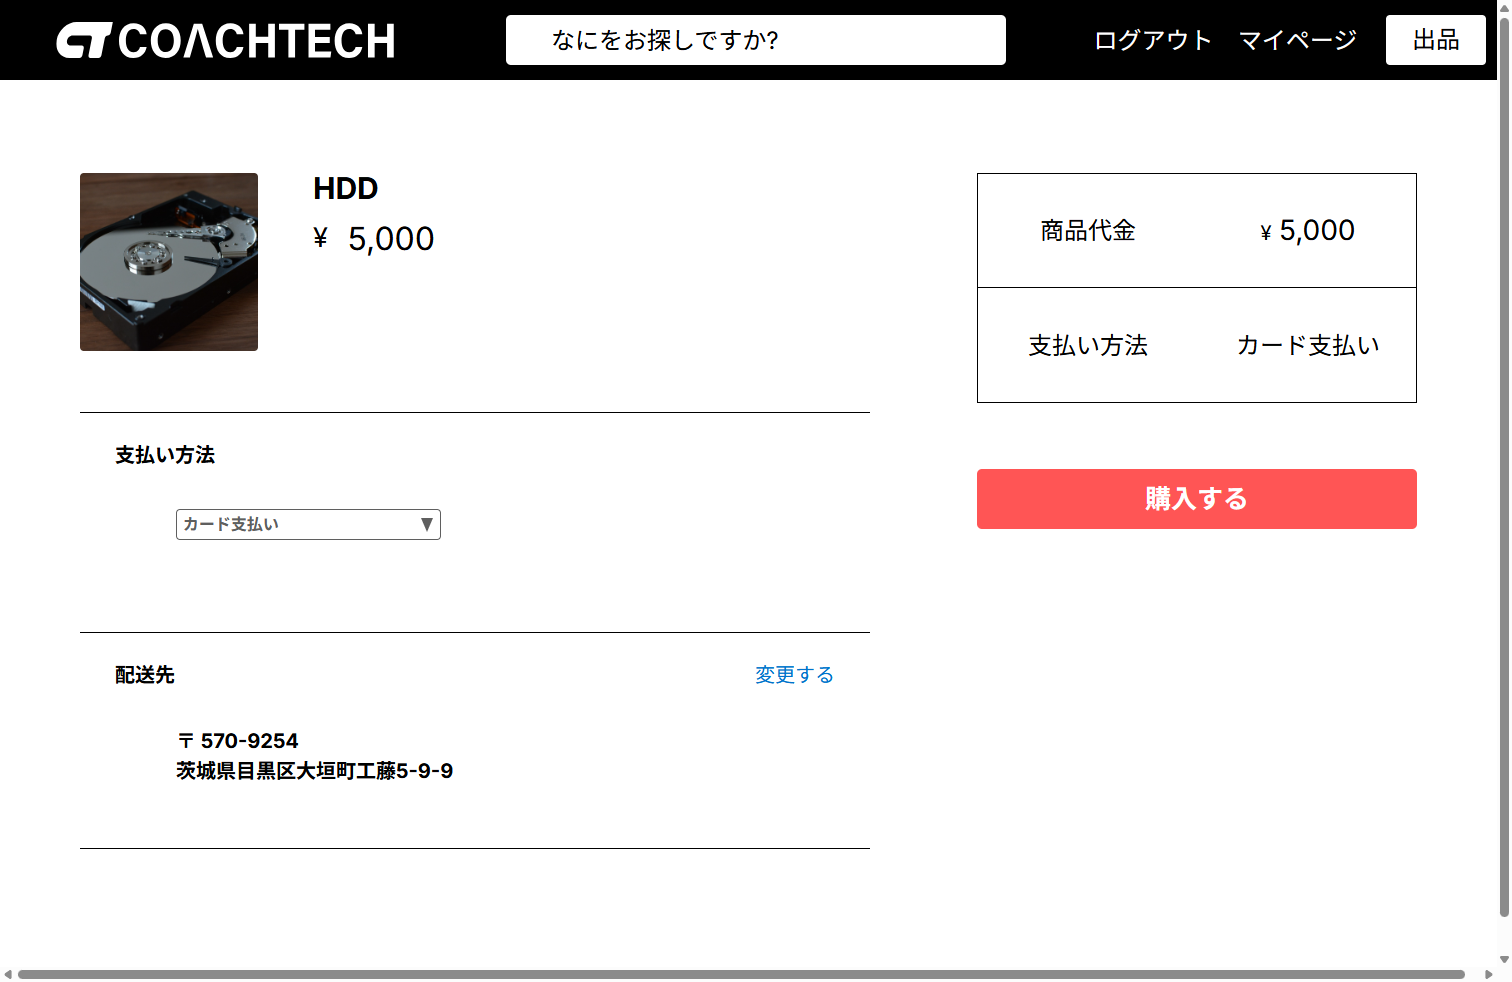 COACHTECH
なにをお探しですか?
ログアウト
マイページ
出品
HDD
¥ 5,000
商品代金 ¥ 5,000
支払い方法 カード支払い
購入する
支払い方法
カード支払い ▼
配送先
変更する
〒 570-9254
茨城県目黒区大垣町工藤5-9-9